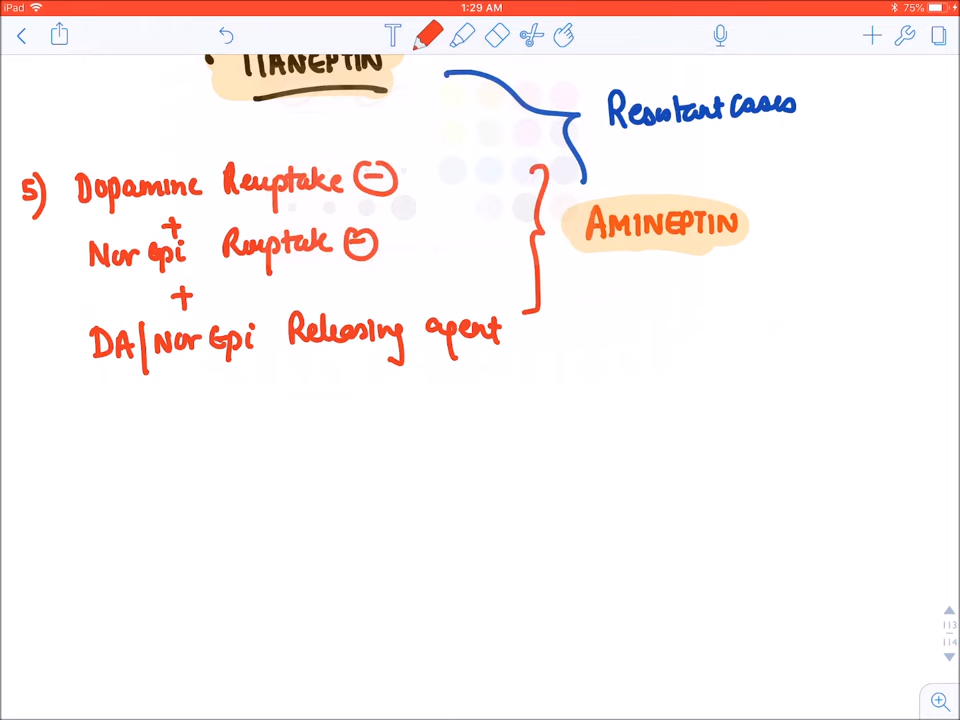 iPad 1:29 AM 75%
T
• TIANEPTIN
Resistant cases
5) Dopamine Reuptake (-)
+
Nor Epi Reuptak (-)
AMINEPTIN
+
DA/Nor Epi Releasing agent
113
114